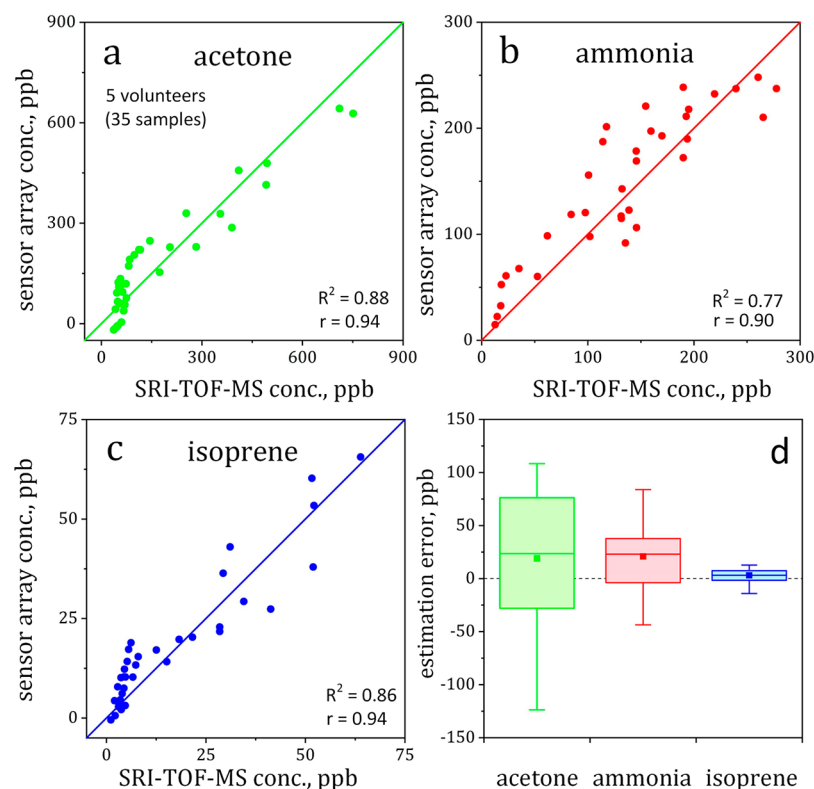 a
acetone
5 volunteers
(35 samples)
R² = 0.88
r = 0.94
900
600
300
0
0
300
600
900
sensor array conc., ppb
SRI-TOF-MS conc., ppb
b
ammonia
R² = 0.77
r = 0.90
300
200
100
0
0
100
200
300
sensor array conc., ppb
SRI-TOF-MS conc., ppb
c
isoprene
R² = 0.86
r = 0.94
75
50
25
0
0
25
50
75
sensor array conc., ppb
SRI-TOF-MS conc., ppb
d
150
100
50
0
-50
-100
-150
estimation error, ppb
acetone ammonia isoprene